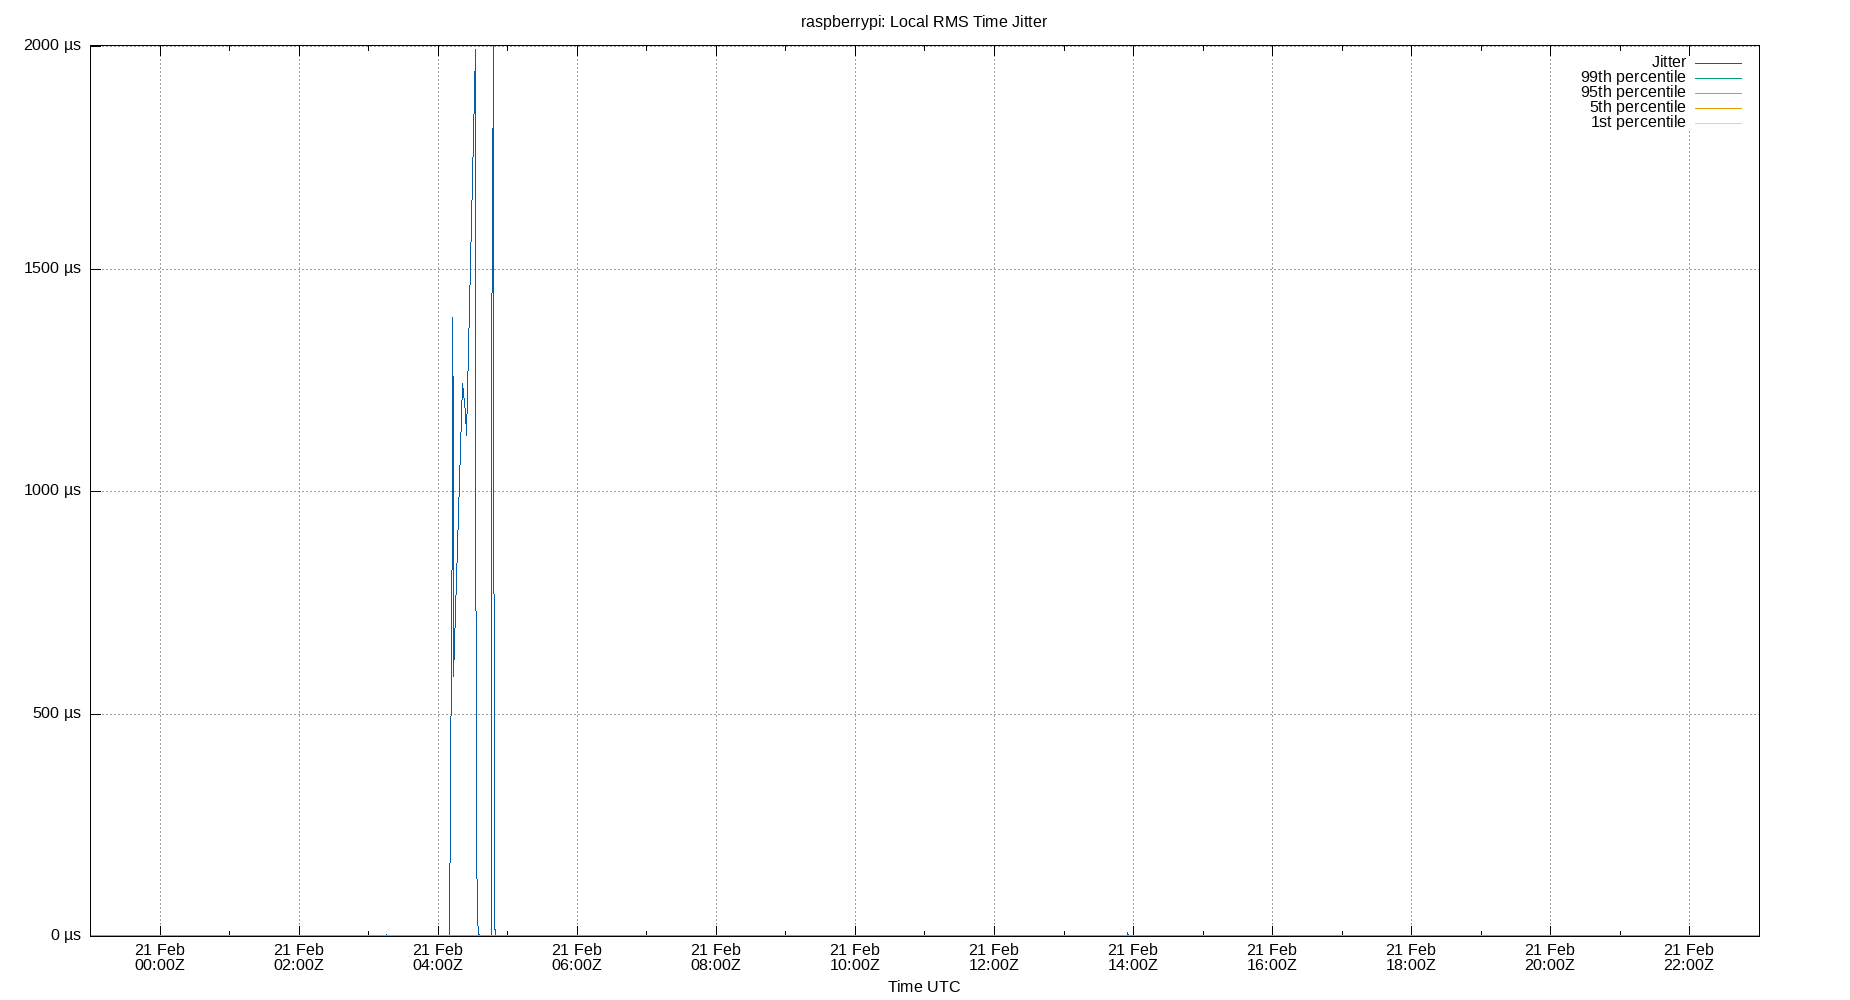 raspberrypi: Local RMS Time Jitter
2000 µs
1500 µs
1000 µs
500 µs
0 µs
Jitter
99th percentile
95th percentile
5th percentile
1st percentile
21 Feb 21 Feb 21 Feb 21 Feb 21 Feb 21 Feb 21 Feb 21 Feb 21 Feb 21 Feb 21 Feb 21 Feb
00:00Z 02:00Z 04:00Z 06:00Z 08:00Z 10:00Z 12:00Z 14:00Z 16:00Z 18:00Z 20:00Z 22:00Z
Time UTC